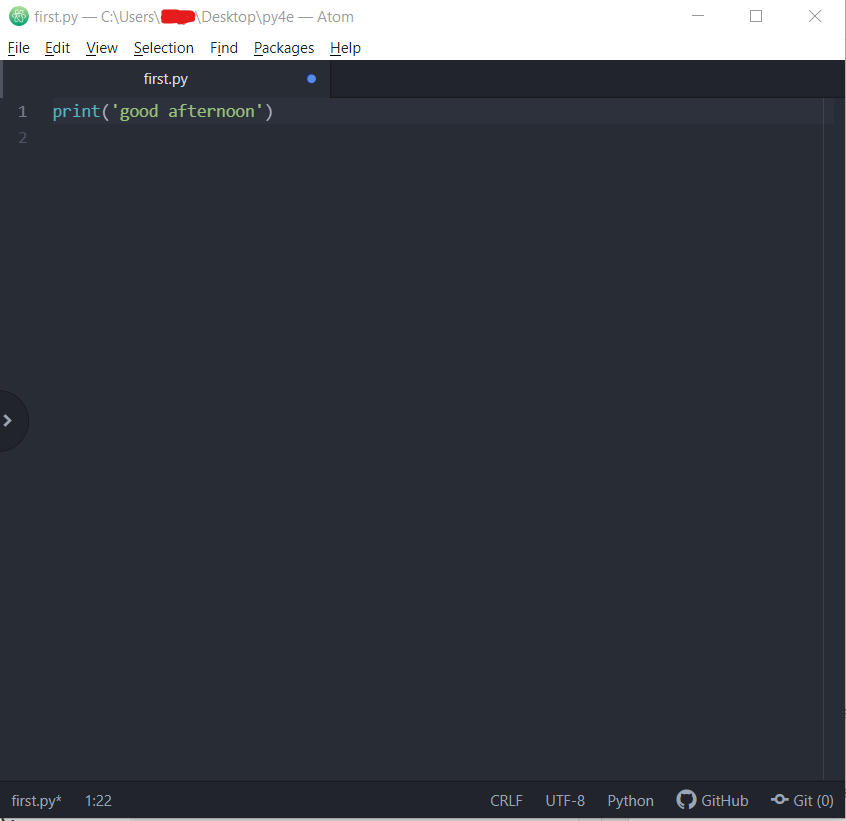 first.py — C:\Users\ \Desktop\py4e — Atom
File Edit View Selection Find Packages Help
first.py
1 print('good afternoon')
2
first.py* 1:22 CRLF UTF-8 Python GitHub Git (0)